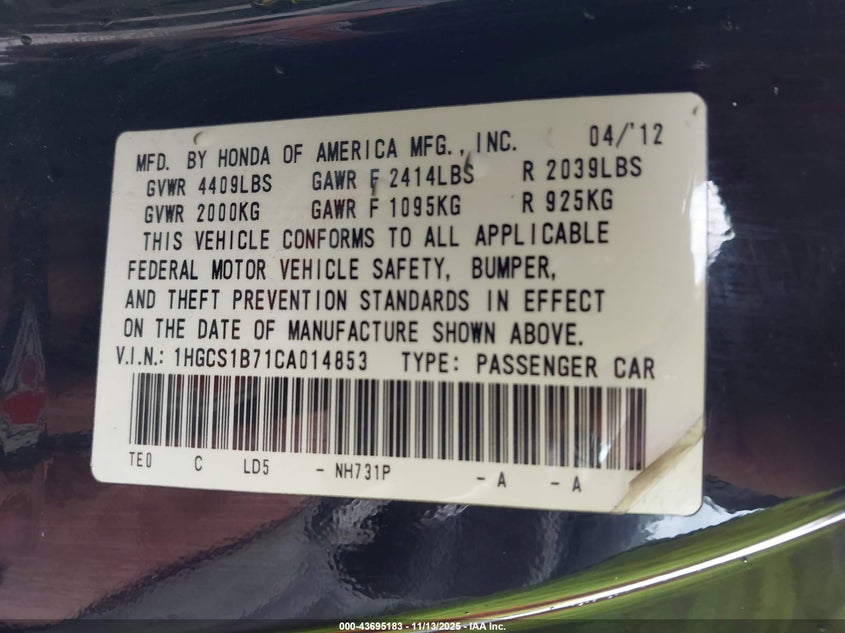 MFD. BY HONDA OF AMERICA MFG., INC. 04/'12
GVWR 4409LBS GAWR F 2414LBS R 2039LBS
GVWR 2000KG GAWR F 1095KG R 925KG
THIS VEHICLE CONFORMS TO ALL APPLICABLE
FEDERAL MOTOR VEHICLE SAFETY, BUMPER,
AND THEFT PREVENTION STANDARDS IN EFFECT
ON THE DATE OF MANUFACTURE SHOWN ABOVE.
V.I.N.: 1HGCS1B71CA014853 TYPE: PASSENGER CAR
TE0 C LD5 - NH731P - A - A
000-43695183 - 11/13/2025 - IAA Inc.